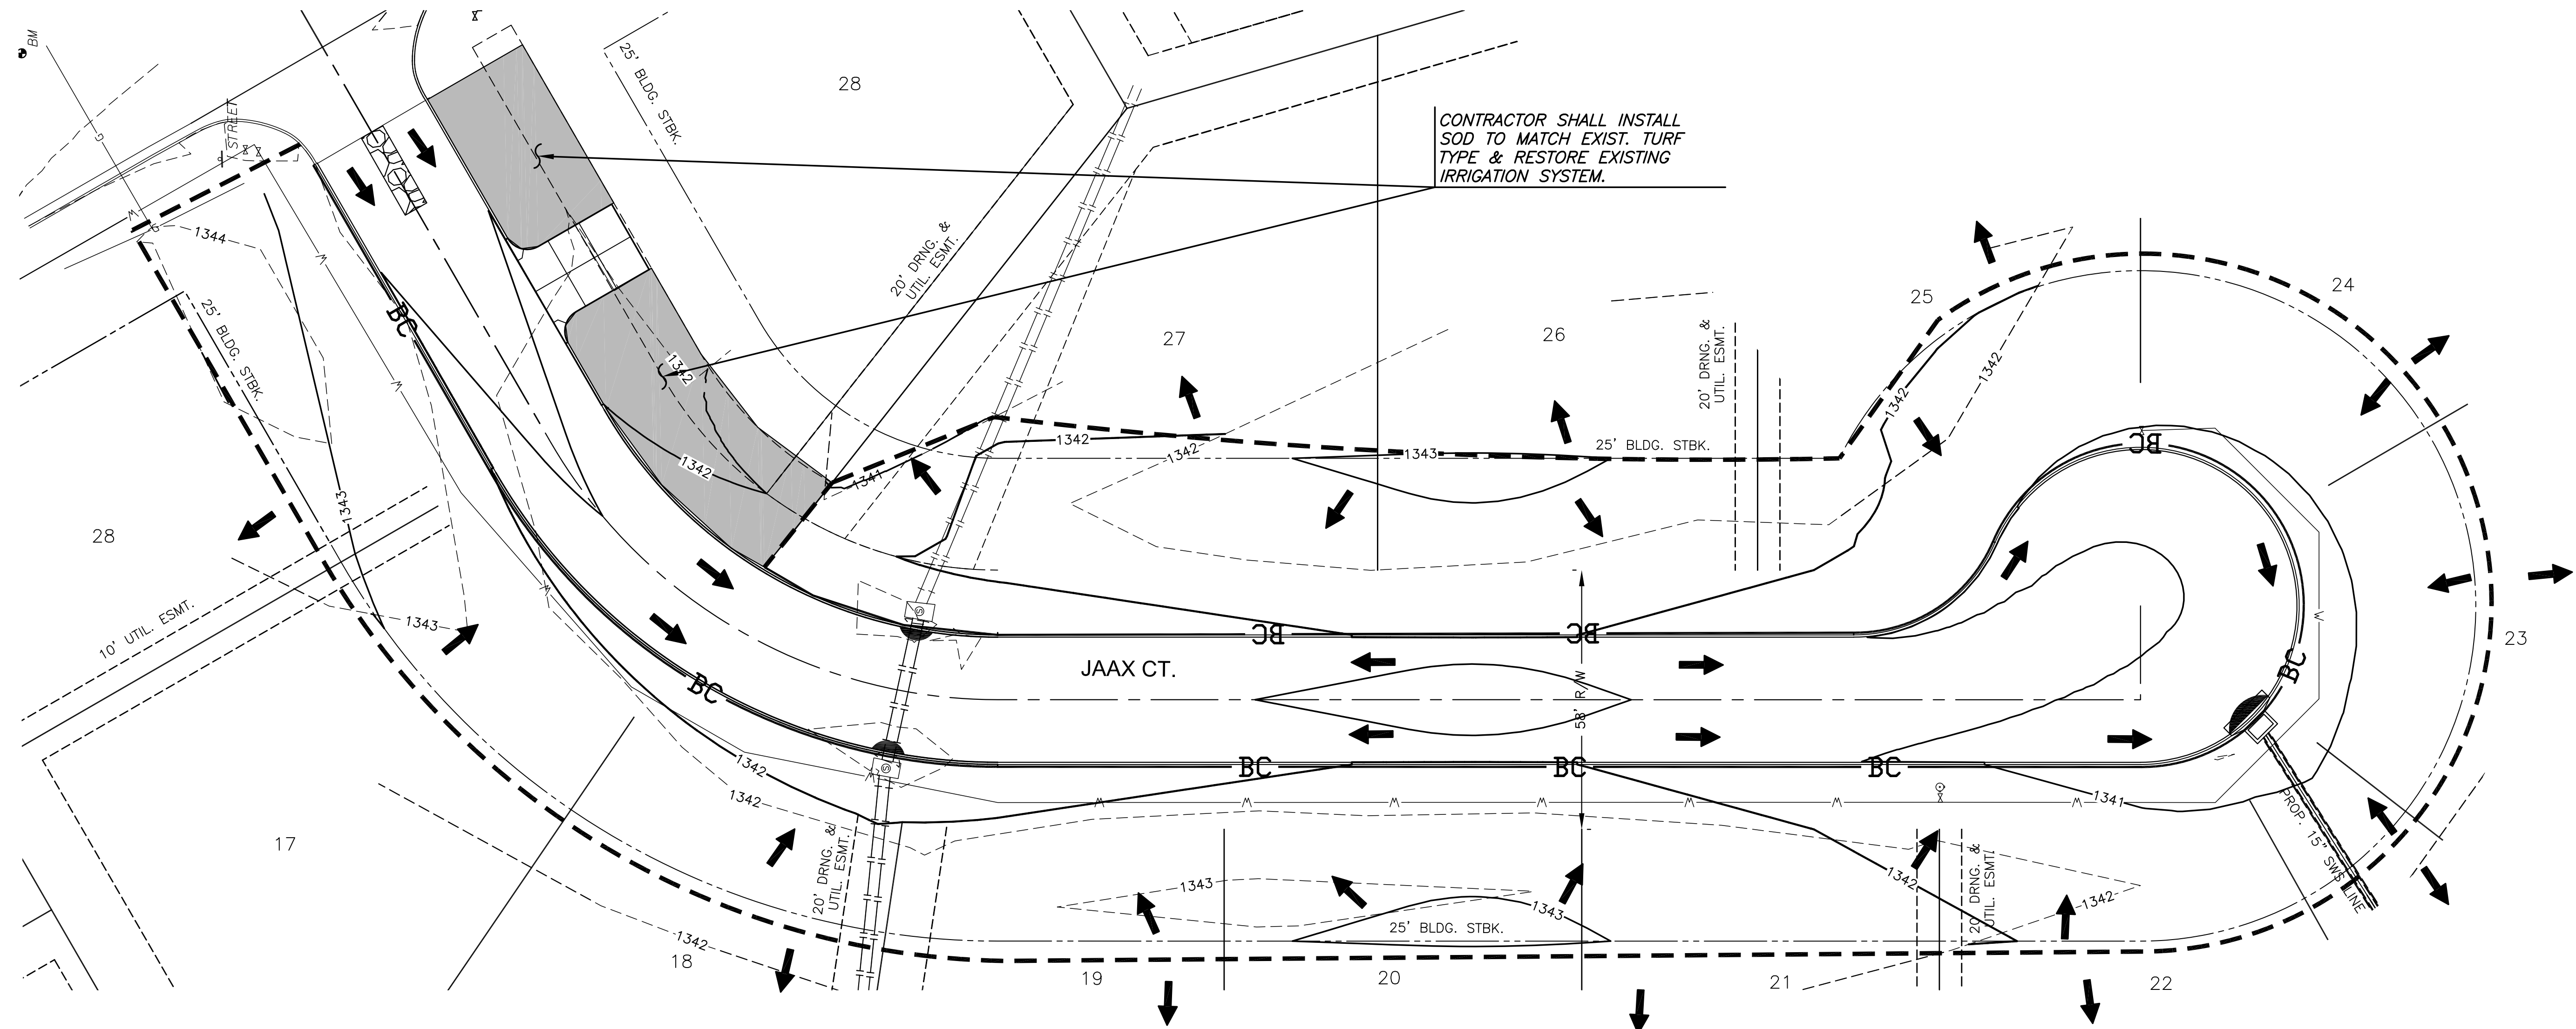 BM
STREET
G
W
G
25' BLDG. STBK.
28
CONTRACTOR SHALL INSTALL
SOD TO MATCH EXIST. TURF
TYPE & RESTORE EXISTING
IRRIGATION SYSTEM.
1344
W
25' BLDG. STBK.
BC
W
20' DRNG. &
UTIL. ESMT.
1342
1342
1341
27
26
25
24
20' DRNG. &
UTIL. ESMT.
1342
1342
1342
1342
1343
25' BLDG. STBK.
1343
28
10' UTIL. ESMT.
1343
W
BC
BC
BC
BC
W
BC
23
S
JAAX CT.
58' R/W
S
W
BC
BC
BC
1342
1342
W
W
W
W
W
W
W
1341
PROP. 15" SWS LINE
17
20' DRNG. &
UTIL. ESMT.
1343
1343
25' BLDG. STBK.
1342
20' DRNG. &
UTIL. ESMT.
1342
1342
18
19
20
21
22